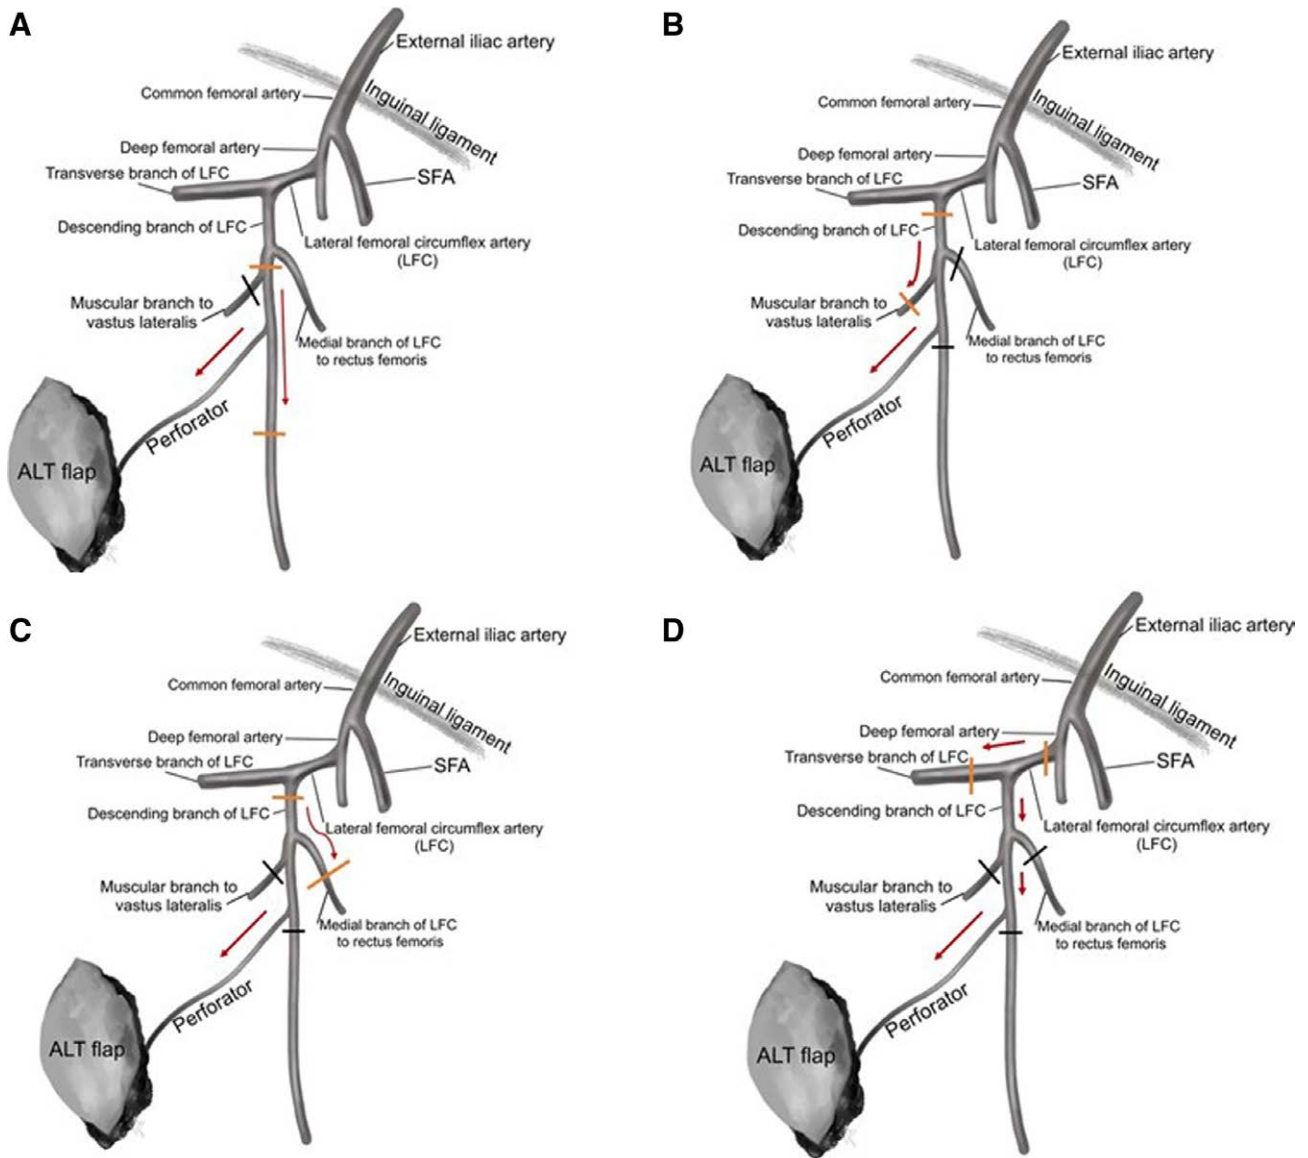 A
External iliac artery
Common femoral artery
Inguinal ligament
Deep femoral artery
Transverse branch of LFC
SFA
Descending branch of LFC
Lateral femoral circumflex artery
(LFC)
Muscular branch to
vastus lateralis
Medial branch of LFC
to rectus femoris
Perforator
ALT flap
B
External iliac artery
Common femoral artery
Inguinal ligament
Deep femoral artery
Transverse branch of LFC
SFA
Descending branch of LFC
Lateral femoral circumflex artery
(LFC)
Muscular branch to
vastus lateralis
Medial branch of LFC
to rectus femoris
Perforator
ALT flap
C
External iliac artery
Common femoral artery
Inguinal ligament
Deep femoral artery
Transverse branch of LFC
SFA
Descending branch of LFC
Lateral femoral circumflex artery
(LFC)
Muscular branch to
vastus lateralis
Medial branch of LFC
to rectus femoris
Perforator
ALT flap
D
External iliac artery
Common femoral artery
Inguinal ligament
Deep femoral artery
Transverse branch of LFC
SFA
Descending branch of LFC
Lateral femoral circumflex artery
(LFC)
Muscular branch to
vastus lateralis
Medial branch of LFC
to rectus femoris
Perforator
ALT flap